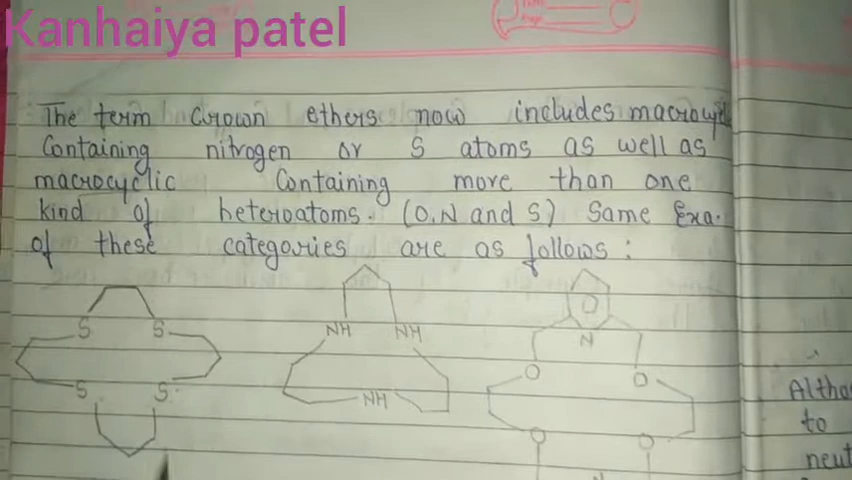 Kanhaiya patel
The term crown ethers now includes macrocycl
Containing nitrogen or S atoms as well as
macrocyclic Containing more than one
kind of heteroatoms. (O,N and S) Same Exa.
of these categories are as follows:
S S NH NH N
S S NH O O
O O
Altho
to
neut